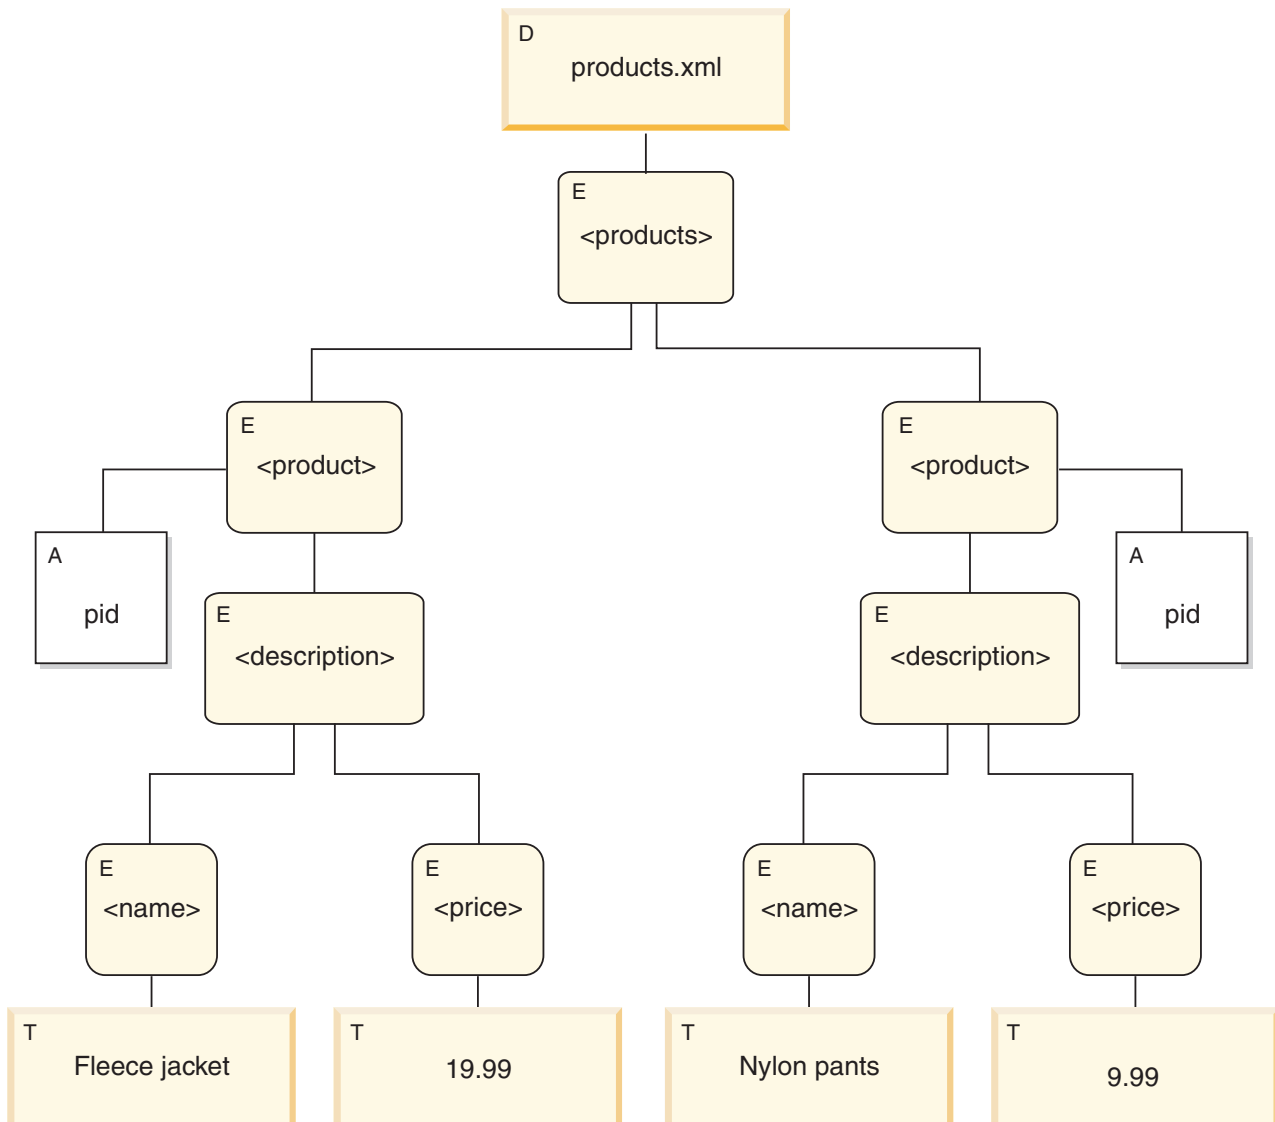 D
products.xml
E
<products>
E
<product>
E
<product>
A
pid
A
pid
E
<description>
E
<description>
E
<name>
E
<price>
E
<name>
E
<price>
T
Fleece jacket
T
19.99
T
Nylon pants
T
9.99